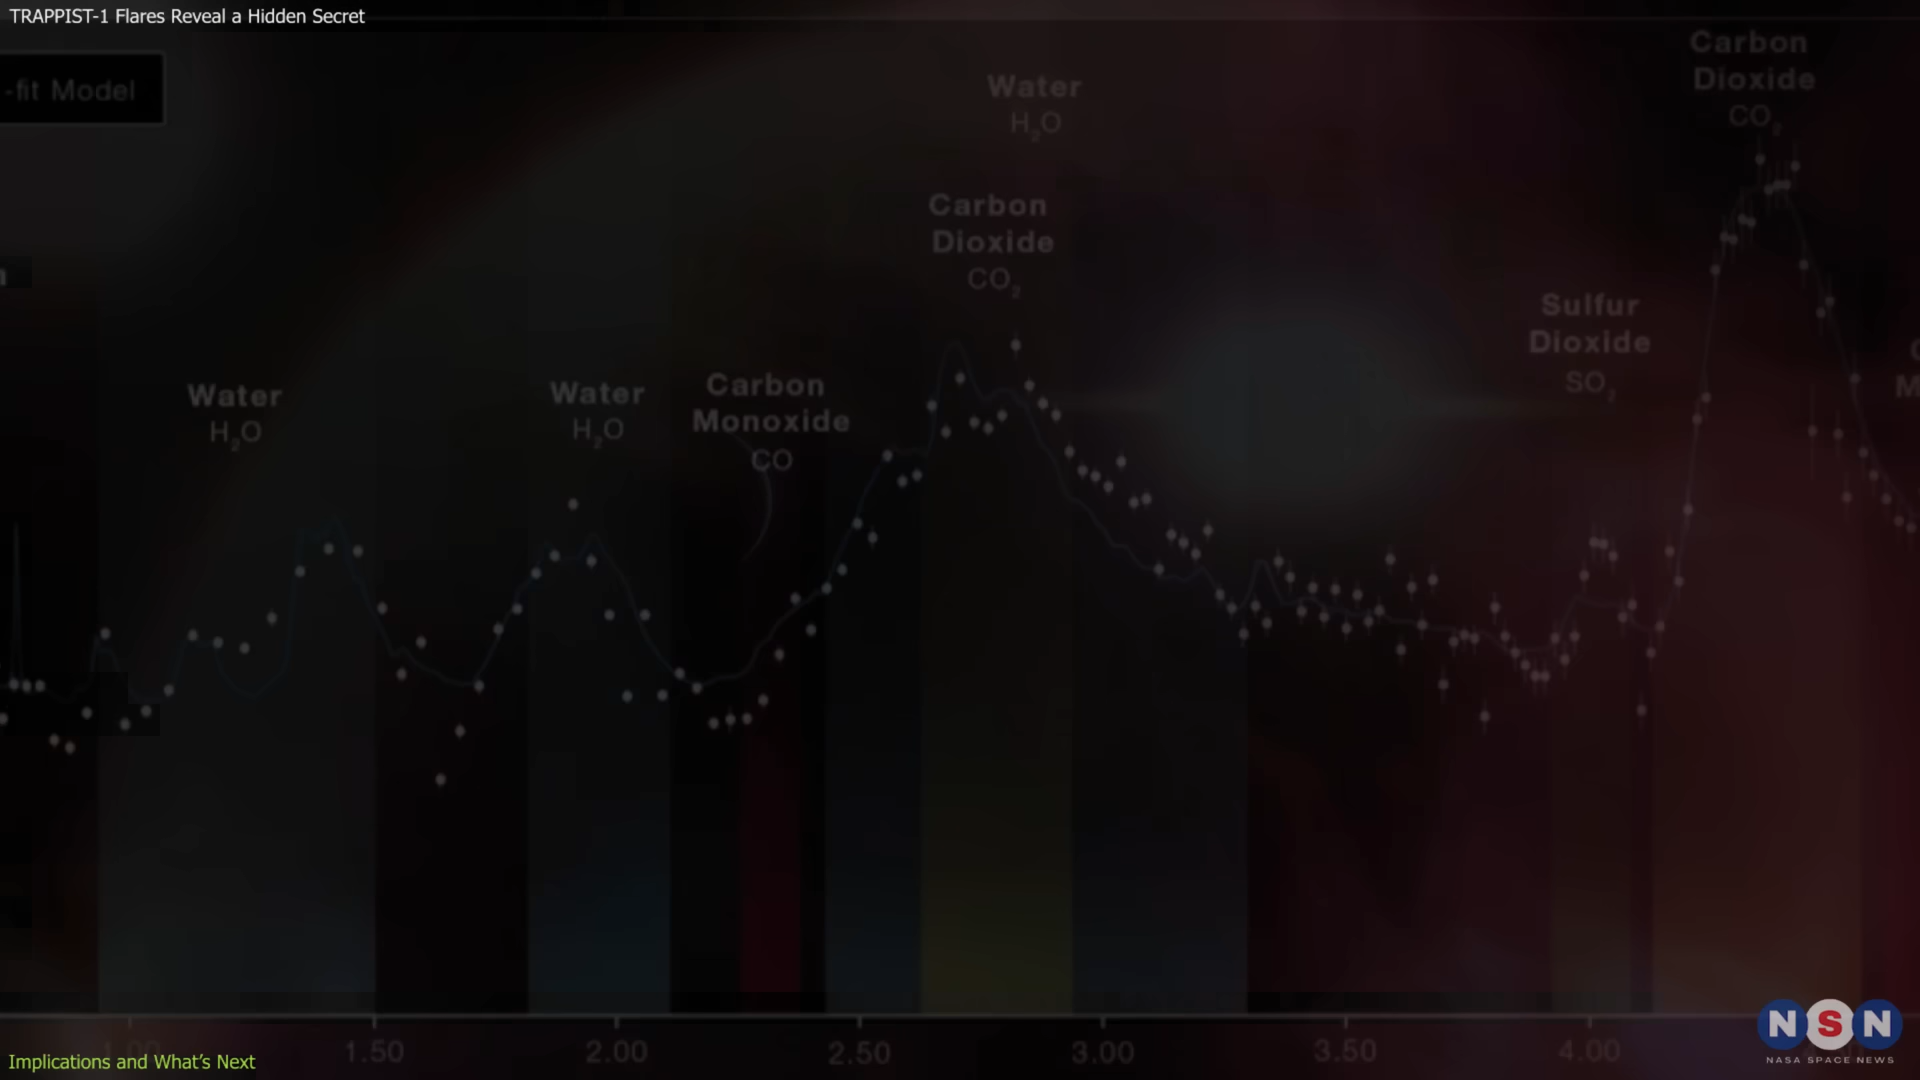 TRAPPIST-1 Flares Reveal a Hidden Secret
-fit Model
Water
H₂O
Carbon
Dioxide
CO₂
Carbon
Dioxide
CO₂
Sulfur
Dioxide
SO₂
Water
H₂O
Water
H₂O
Carbon
Monoxide
CO
1.00
1.50
2.00
2.50
3.00
3.50
4.00
Implications and What's Next
NSN
NASA SPACE NEWS